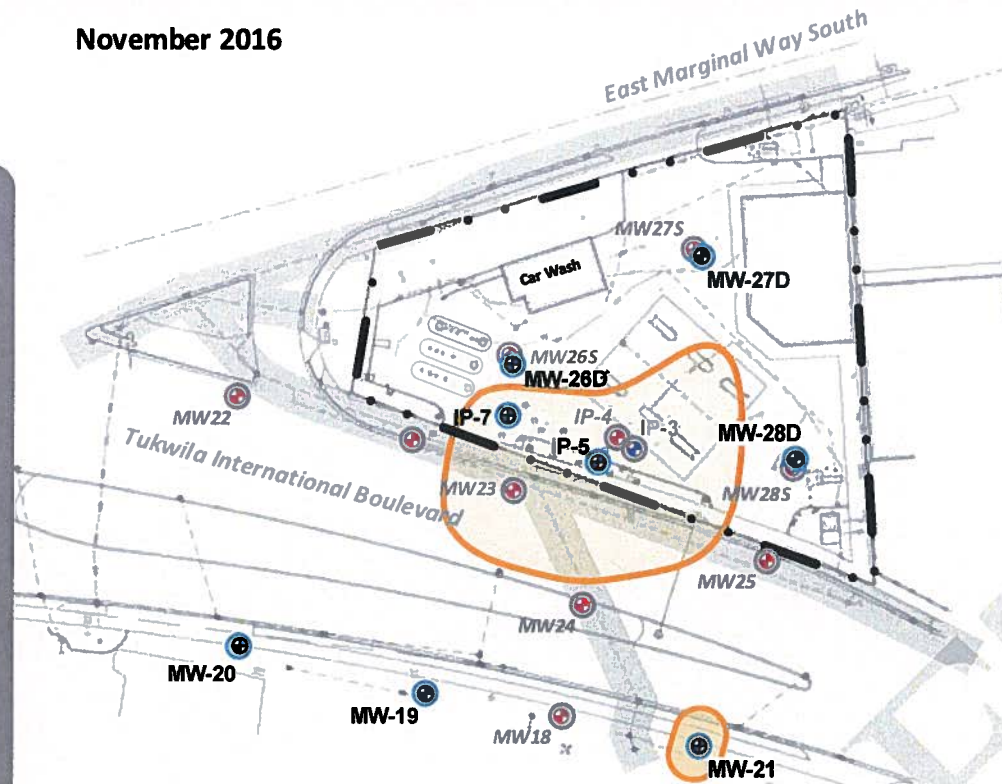 November 2016
East Marginal Way South
MW27S
MW-27D
Car Wash
MW26S
MW-26D
MW22
IP-7
IP-4
IP-3
MW-28D
IP-5
Tukwila International Boulevard
MW23
MW28S
MW25
MW24
MW-20
MW-19
MW18
MW-21